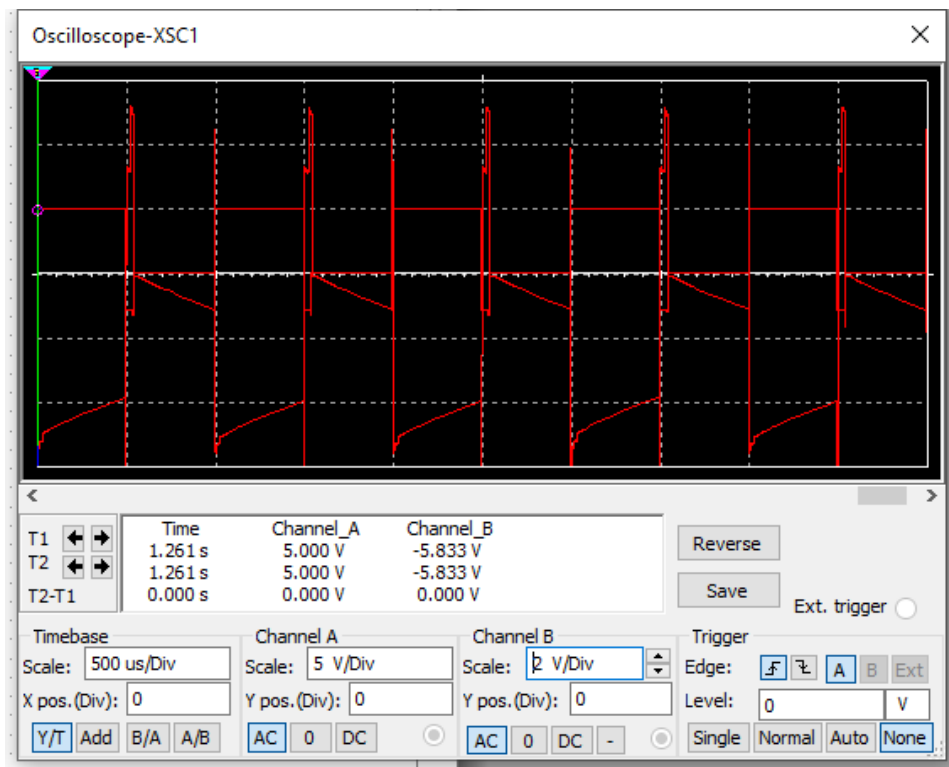 Oscilloscope-XSC1
T1
T2
T2-T1
Time Channel_A Channel_B
1.261 s 5.000 V -5.833 V
1.261 s 5.000 V -5.833 V
0.000 s 0.000 V 0.000 V
Reverse
Save
Ext. trigger
Timebase
Scale: 500 us/Div
X pos.(Div): 0
Y/T Add B/A A/B
Channel A
Scale: 5 V/Div
Y pos.(Div): 0
AC 0 DC
Channel B
Scale: 2 V/Div
Y pos.(Div): 0
AC 0 DC -
Trigger
Edge: A B Ext
Level: 0 V
Single Normal Auto None